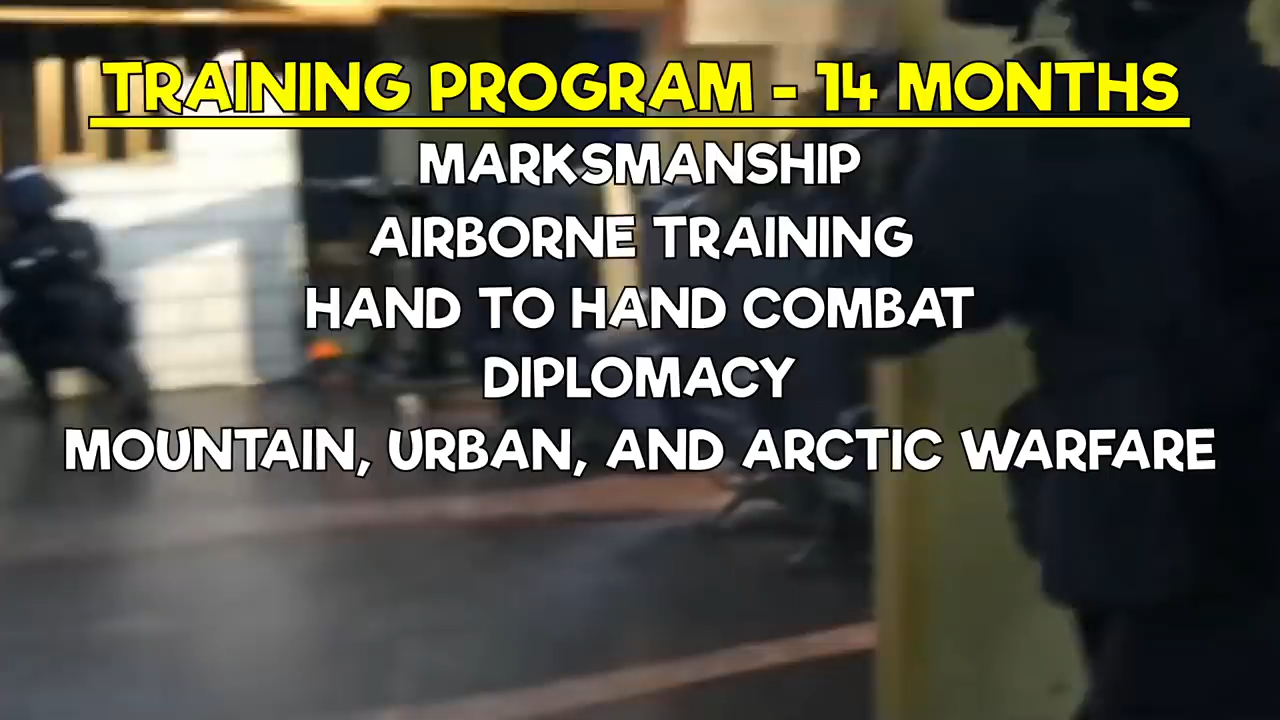 TRAINING PROGRAM - 14 MONTHS
MARKSMANSHIP
AIRBORNE TRAINING
HAND TO HAND COMBAT
DIPLOMACY
MOUNTAIN, URBAN, AND ARCTIC WARFARE